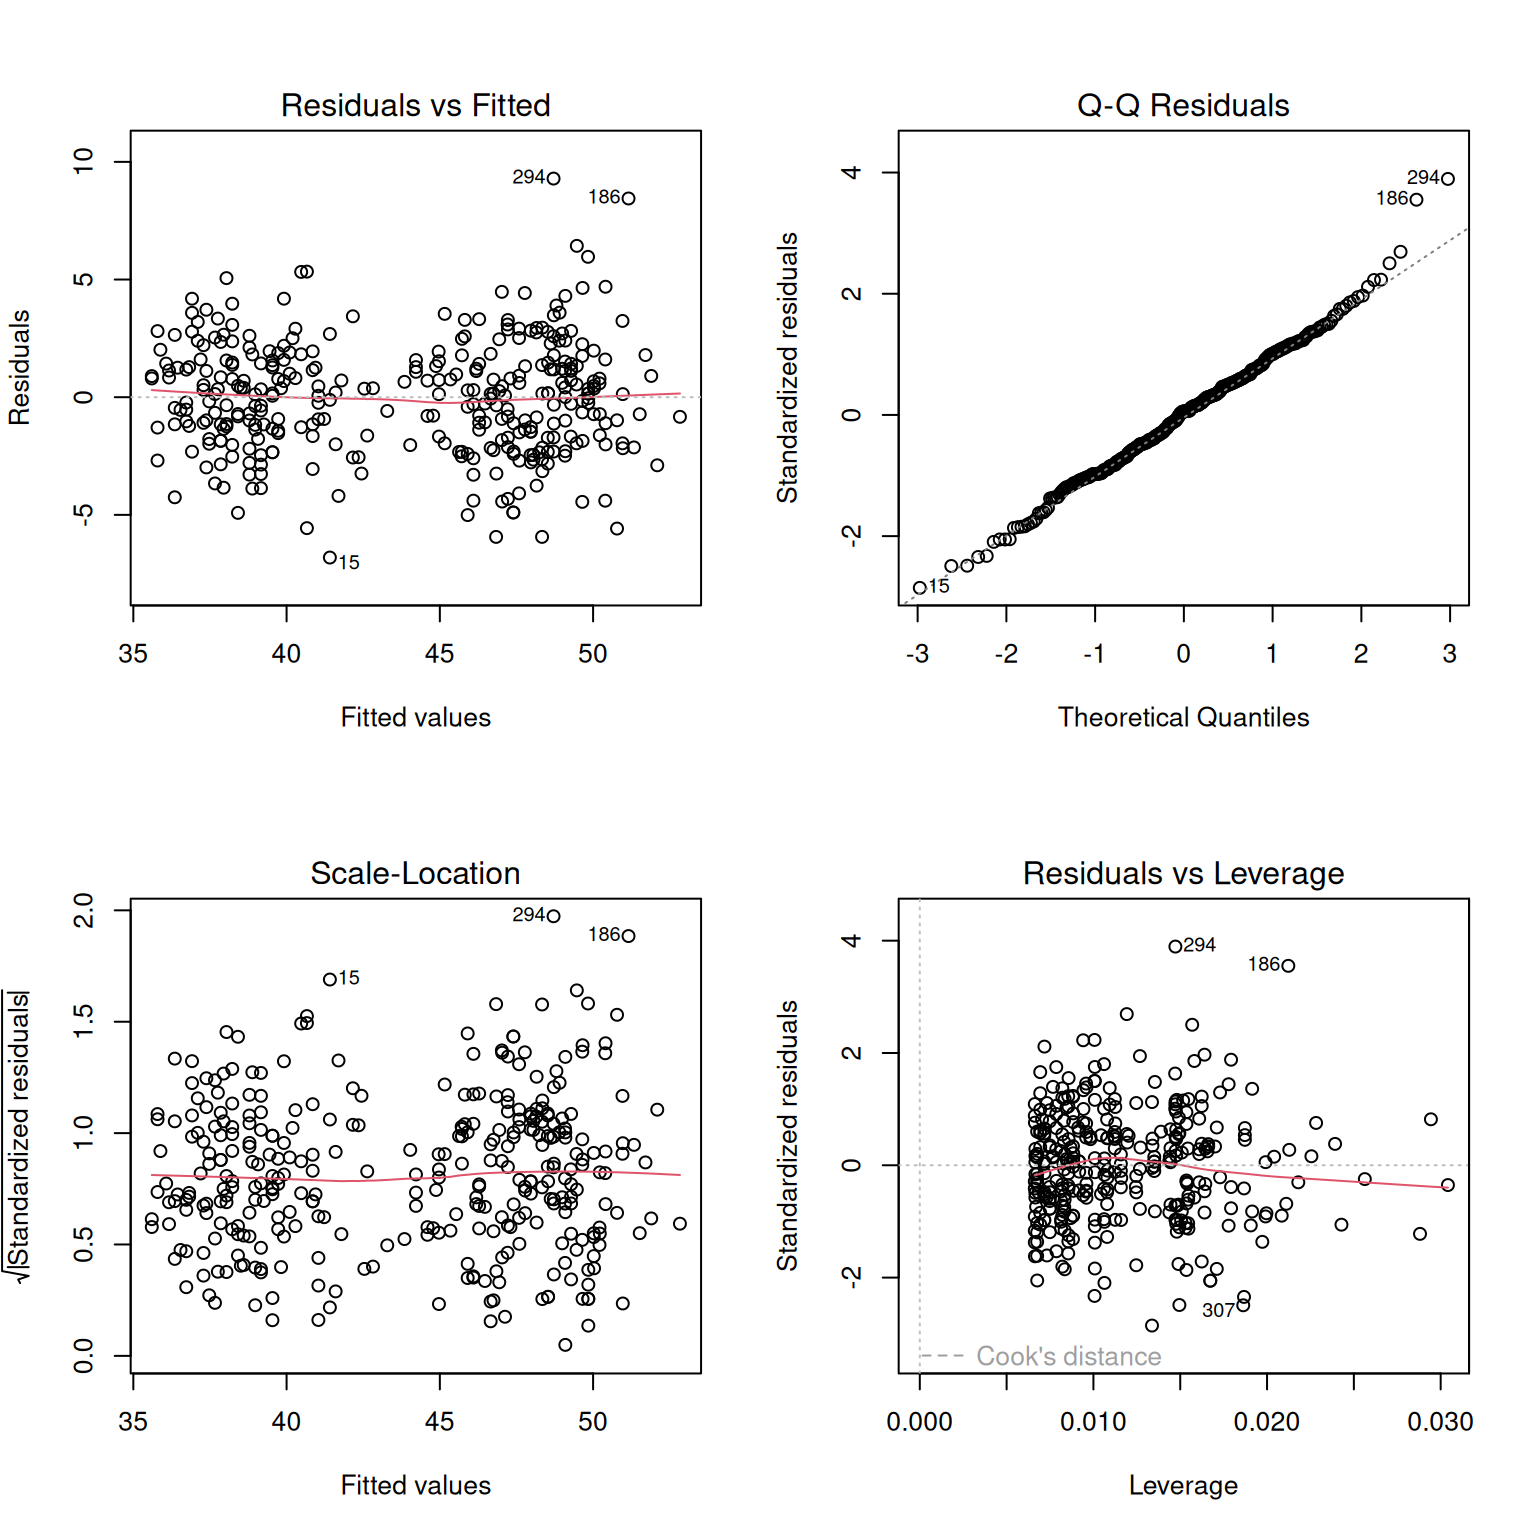 Residuals vs Fitted
10
5
0
-5
Residuals
294
186
15
35 40 45 50
Fitted values
Q-Q Residuals
4
2
0
-2
Standardized residuals
294
186
15
-3 -2 -1 0 1 2 3
Theoretical Quantiles
Scale-Location
2.0
1.5
1.0
0.5
0.0
√|Standardized residuals|
294
186
15
35 40 45 50
Fitted values
Residuals vs Leverage
4
2
0
-2
Standardized residuals
294
186
307
Cook's distance
0.000 0.010 0.020 0.030
Leverage